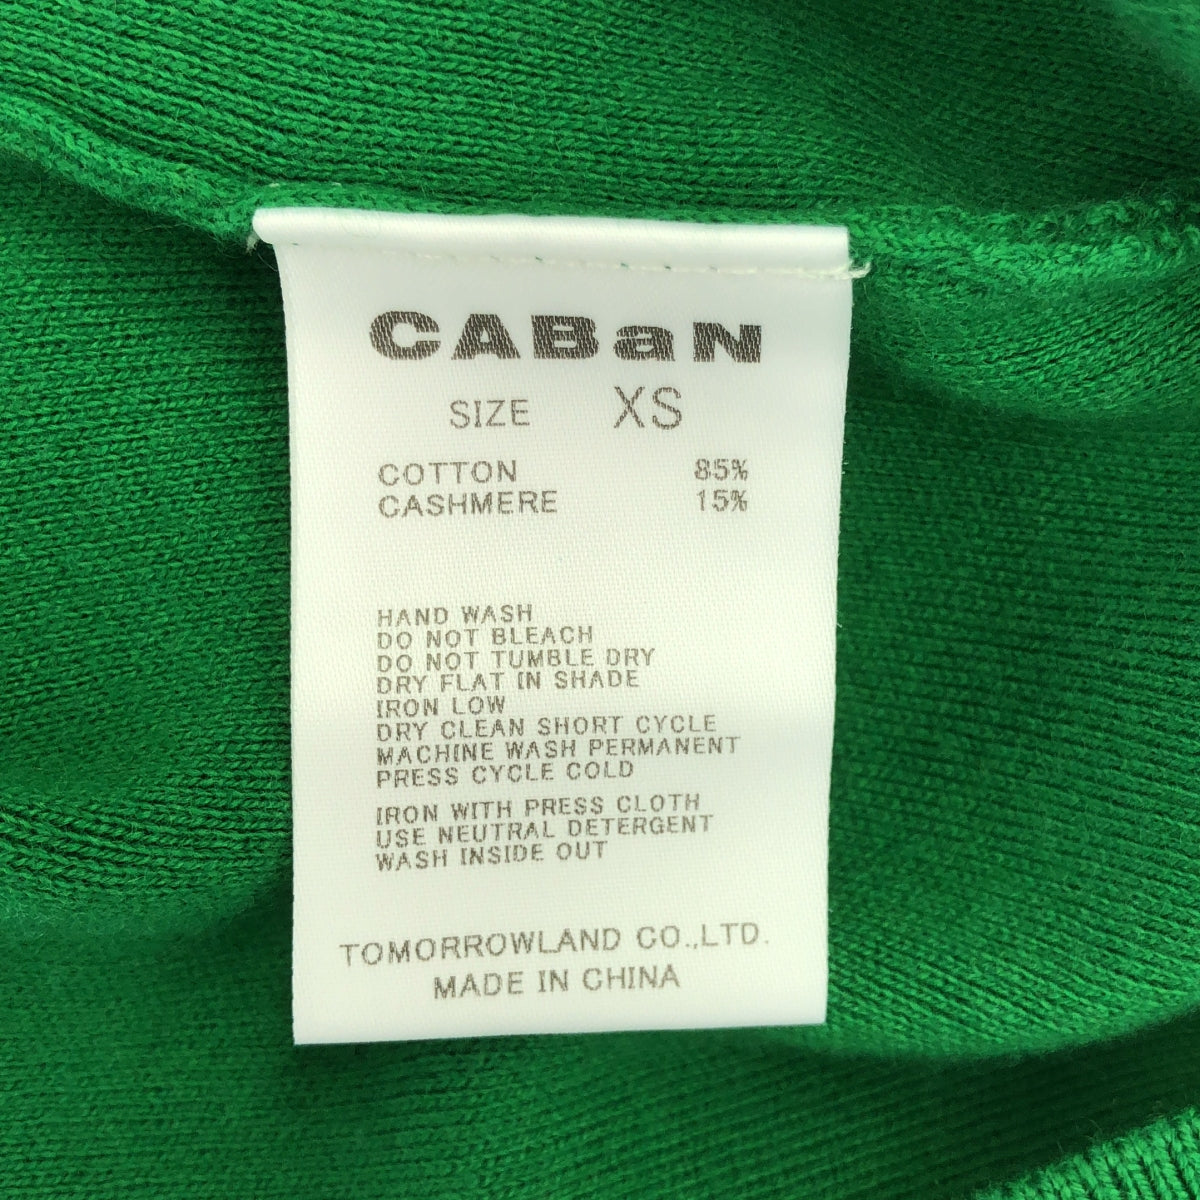 CABaN
SIZE XS
COTTON 85%
CASHMERE 15%
HAND WASH
DO NOT BLEACH
DO NOT TUMBLE DRY
DRY FLAT IN SHADE
IRON LOW
DRY CLEAN SHORT CYCLE
MACHINE WASH PERMANENT
PRESS CYCLE COLD
IRON WITH PRESS CLOTH
USE NEUTRAL DETERGENT
WASH INSIDE OUT
TOMORROWLAND CO.,LTD.
MADE IN CHINA